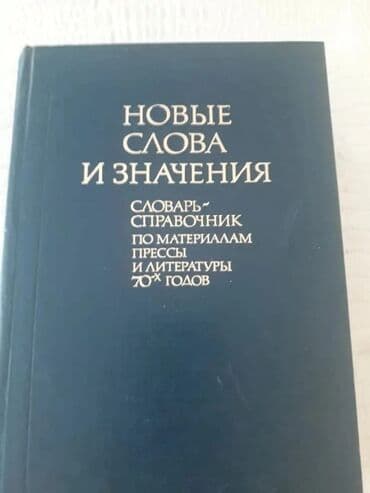 НОВЫЕ
СЛОВА
И ЗНАЧЕНИЯ
СЛОВАРЬ-
СПРАВОЧНИК
ПО МАТЕРИАЛАМ
ПРЕССЫ
И ЛИТЕРАТУРЫ
70-Х ГОДОВ